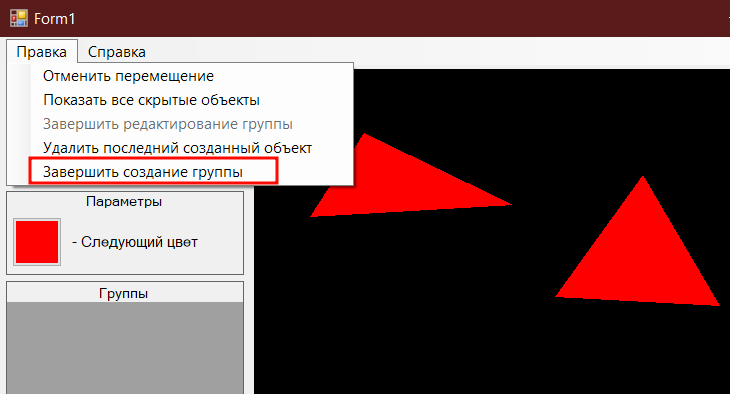 Form1
Правка Справка
Отменить перемещение
Показать все скрытые объекты
Завершить редактирование группы
Удалить последний созданный объект
Завершить создание группы
Параметры
- Следующий цвет
Группы